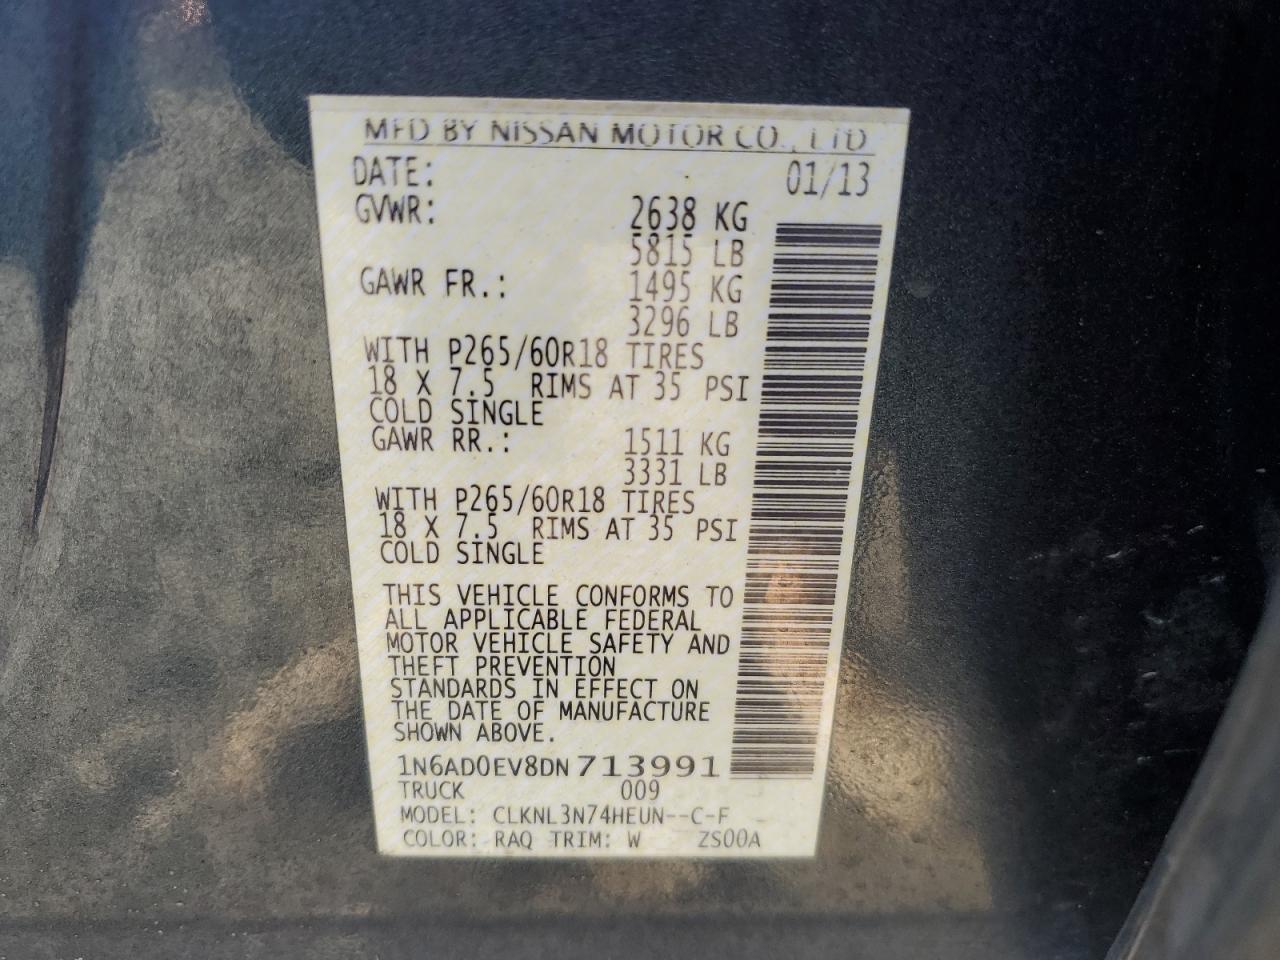 MFD BY NISSAN MOTOR CO., LTD
DATE: 01/13
GVWR: 2638 KG
5815 LB
GAWR FR.: 1495 KG
3296 LB
WITH P265/60R18 TIRES
18 X 7.5 RIMS AT 35 PSI
COLD SINGLE
GAWR RR.: 1511 KG
3331 LB
WITH P265/60R18 TIRES
18 X 7.5 RIMS AT 35 PSI
COLD SINGLE
THIS VEHICLE CONFORMS TO
ALL APPLICABLE FEDERAL
MOTOR VEHICLE SAFETY AND
THEFT PREVENTION
STANDARDS IN EFFECT ON
THE DATE OF MANUFACTURE
SHOWN ABOVE.
1N6AD0EV8DN713991
TRUCK 009
MODEL: CLKNL3N74HEUN--C-F
COLOR: RAQ TRIM: W ZS00A